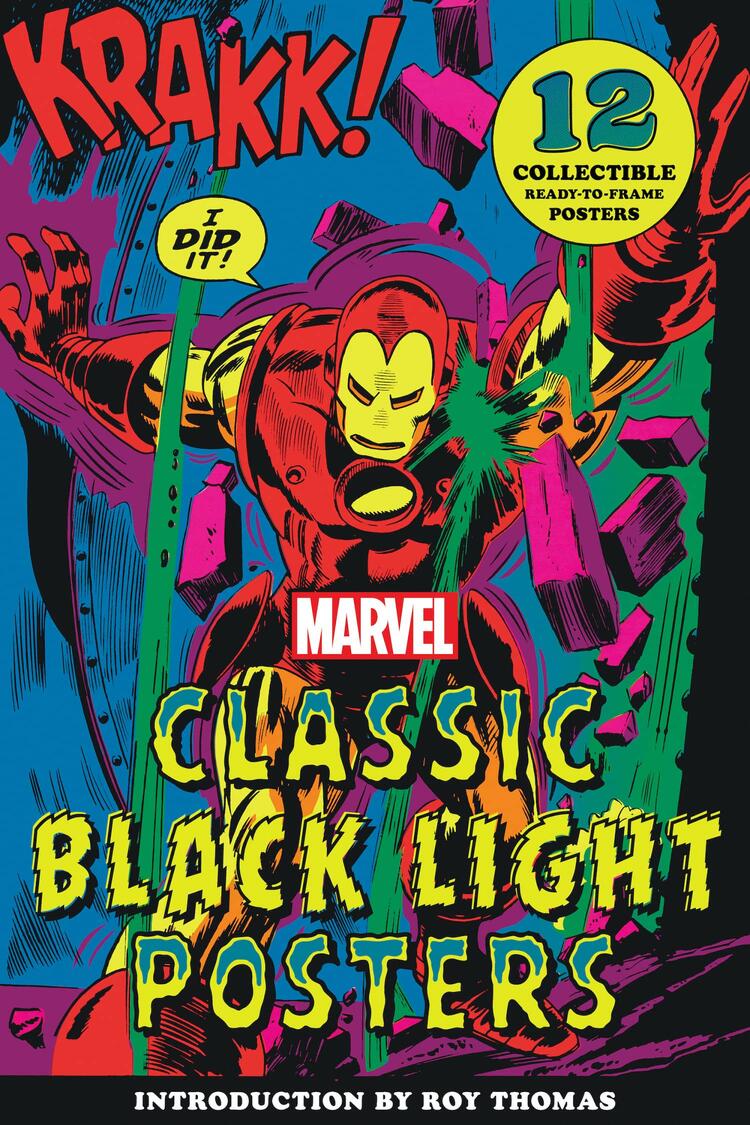 KRAKK!
12
COLLECTIBLE
READY-TO-FRAME
POSTERS
I
DID
IT!
MARVEL
CLASSIC
BLACK LIGHT
POSTERS
INTRODUCTION BY ROY THOMAS